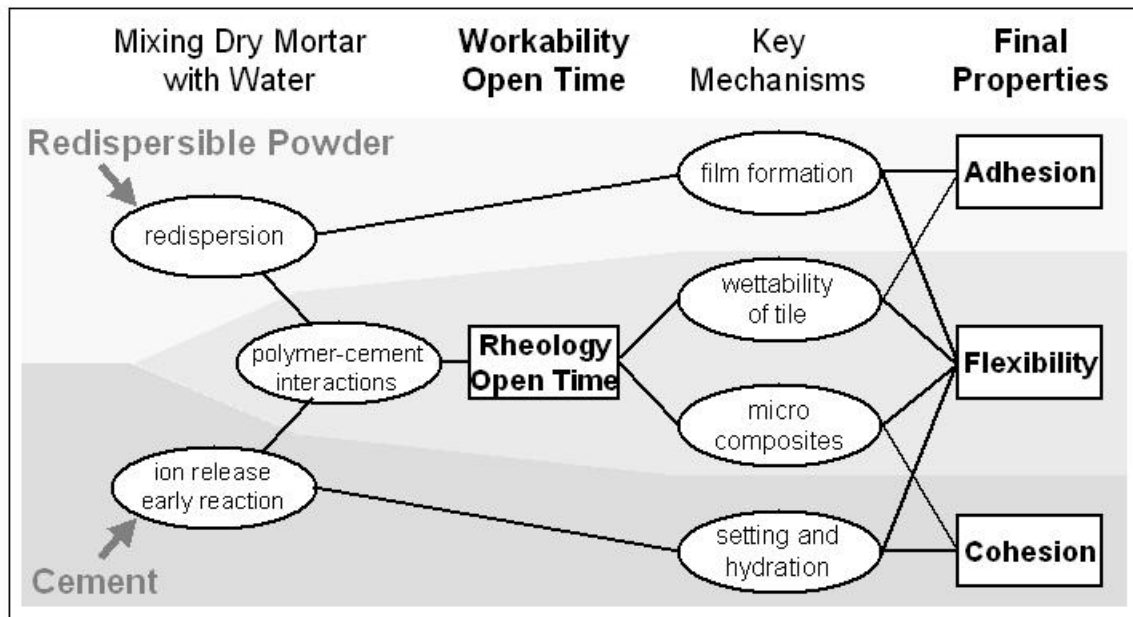 Mixing Dry Mortar
with Water
Workability
Open Time
Key
Mechanisms
Final
Properties
Redispersible Powder
redispersion
film formation
Adhesion
wettability
of tile
polymer-cement
interactions
Rheology
Open Time
Flexibility
micro
composites
ion release
early reaction
setting and
hydration
Cohesion
Cement